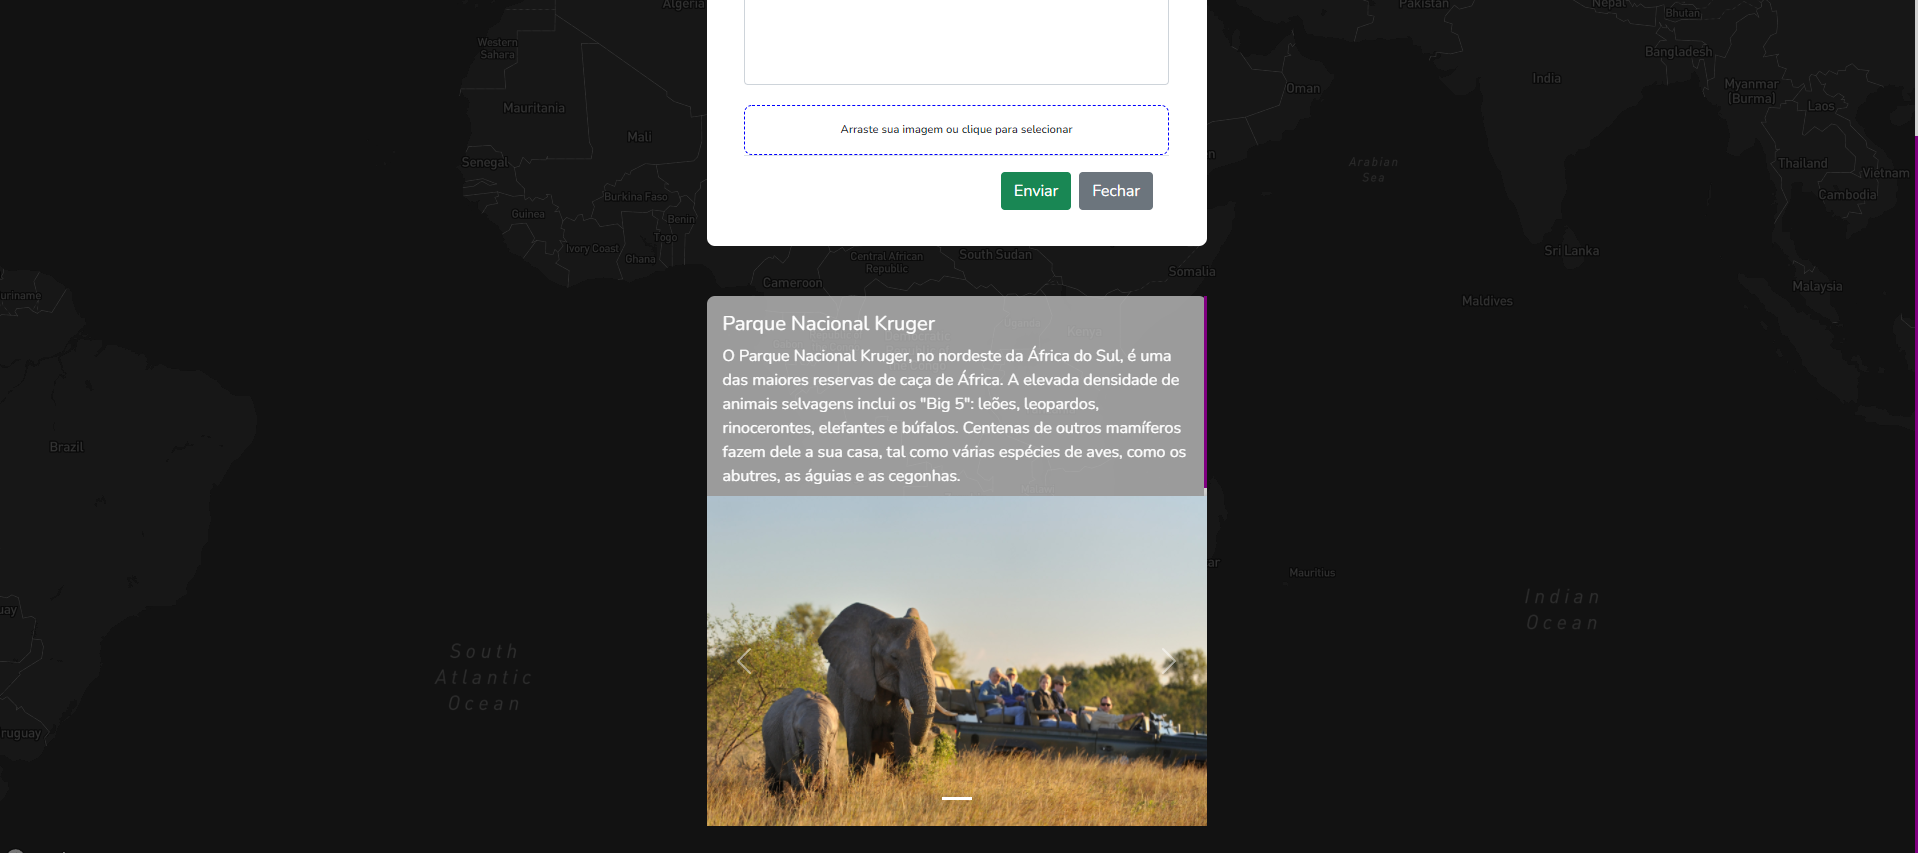 Algeria
Pakistan
Nepal
Bhutan
Western
Sahara
Bangladesh
India
Oman
Myanmar
(Burma)
Mauritania
Laos
Arraste sua imagem ou clique para selecionar
Mali
Senegal
Arabian
Sea
Thailand
Vietnam
Enviar
Fechar
Burkina Faso
Cambodia
Guinea
Benin
Togo
Ivory Coast
Ghana
Central African
Republic
South Sudan
Sri Lanka
Somalia
Cameroon
Malaysia
uriname
Maldives
Parque Nacional Kruger
Kenya
O Parque Nacional Kruger, no nordeste da África do Sul, é uma
das maiores reservas de caça de África. A elevada densidade de
animais selvagens inclui os "Big 5": leões, leopardos,
rinocerontes, elefantes e búfalos. Centenas de outros mamíferos
fazem dele a sua casa, tal como várias espécies de aves, como os
abutres, as águias e as cegonhas.
Brazil
ar
Mauritius
Indian
Ocean
uay
South
Atlantic
Ocean
ruguay